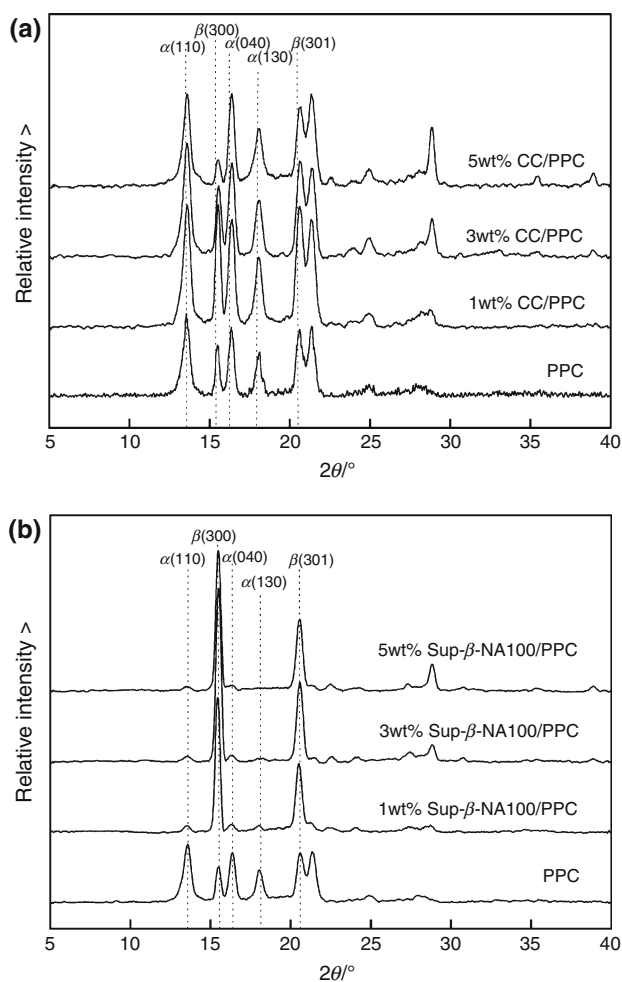 (a)
β(300)
α(110)
α(040)
α(130)
β(301)
5wt% CC/PPC
3wt% CC/PPC
1wt% CC/PPC
PPC
Relative intensity >
5 10 15 20 25 30 35 40
2θ/°
(b)
β(300)
α(110)
α(040)
α(130)
β(301)
5wt% Sup-β-NA100/PPC
3wt% Sup-β-NA100/PPC
1wt% Sup-β-NA100/PPC
PPC
Relative intensity >
5 10 15 20 25 30 35 40
2θ/°